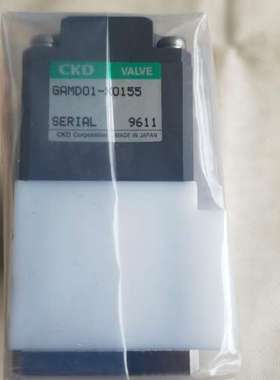 CKD VALVE
GAMD01-X0155
SERIAL 9611
CKD Corporation MADE IN JAPAN